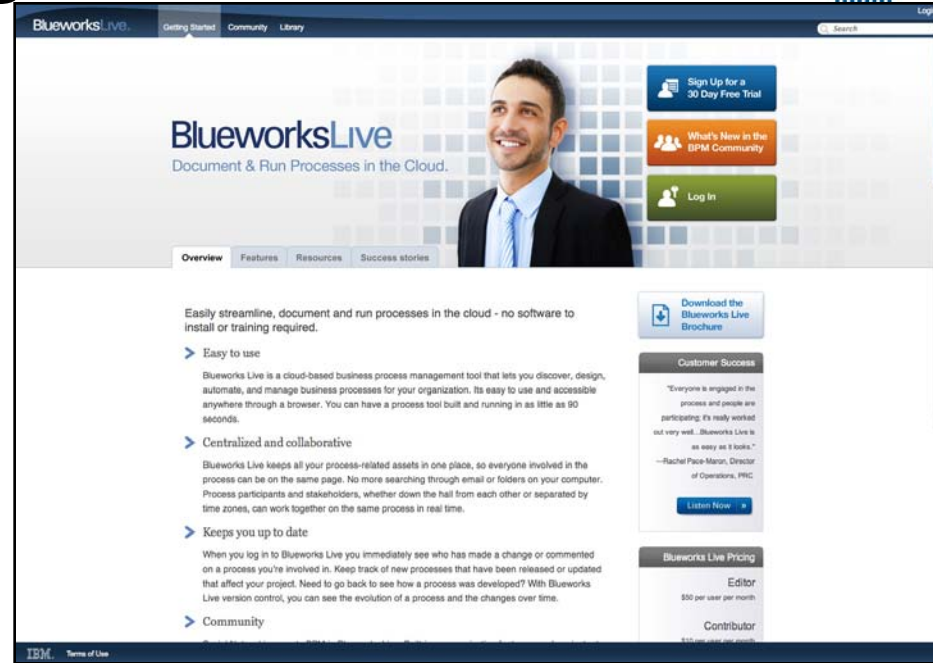 BlueworksLive.
Getting Started
Community
Library
Search
BlueworksLive
Document & Run Processes in the Cloud.
Sign Up for a
30 Day Free Trial
What's New in the
BPM Community
Log In
Overview
Features
Resources
Success stories
Easily streamline, document and run processes in the cloud - no software to
install or training required.
Easy to use
Blueworks Live is a cloud-based business process management tool that lets you discover, design,
automate, and manage business processes for your organization. Its easy to use and accessible
anywhere through a browser. You can have a process tool built and running in as little as 90
seconds.
Centralized and collaborative
Blueworks Live keeps all your process-related assets in one place, so everyone involved in the
process can be on the same page. No more searching through email or folders on your computer.
Process participants and stakeholders, whether down the hall from each other or separated by
time zones, can work together on the same process in real time.
Keeps you up to date
When you log in to Blueworks Live you immediately see who has made a change or commented
on a process you're involved in. Keep track of new processes that have been released or updated
that affect your project. Need to go back to see how a process was developed? With Blueworks
Live version control, you can see the evolution of a process and the changes over time.
Community
Download the
Blueworks Live
Brochure
Customer Success
"Everyone is engaged in the
process and people are
participating; it's really worked
out very well...Blueworks Live is
as easy as it looks."
---Rachel Pace-Maron, Director
of Operations, PRC
Listen Now »
Blueworks Live Pricing
Editor
$50 per user per month
Contributor
$10 per user per month
IBM.
Terms of Use